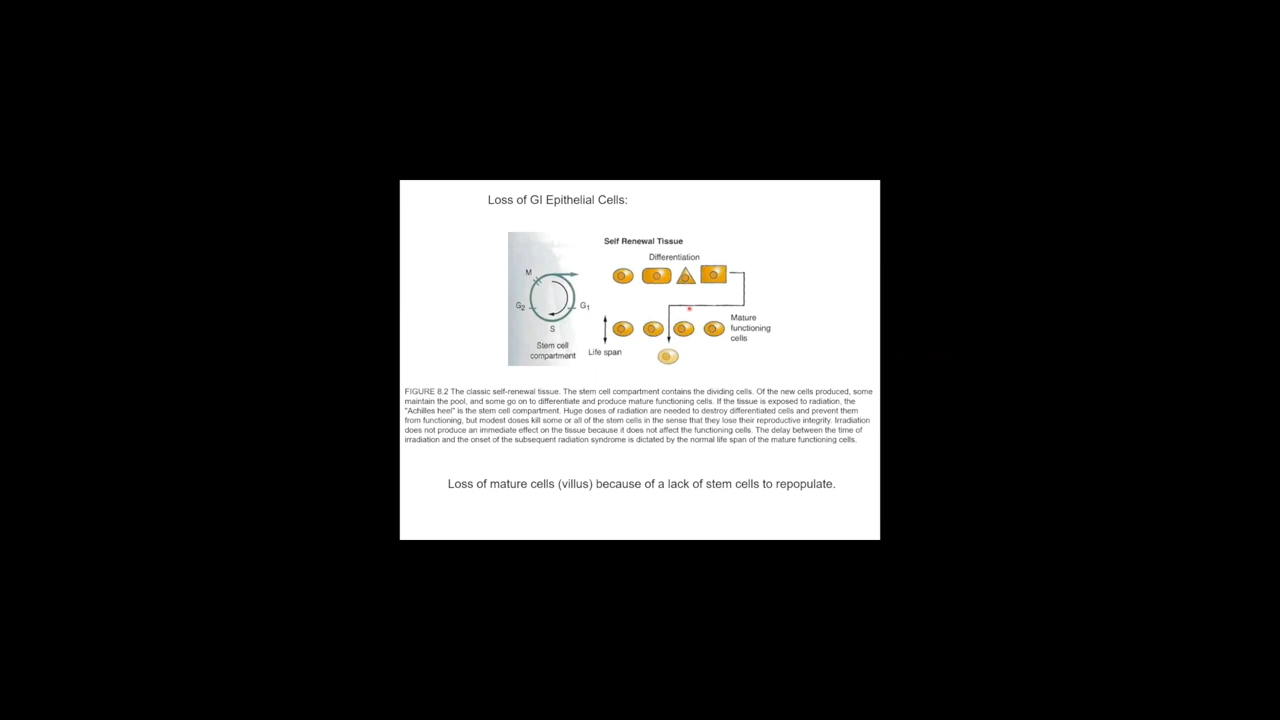 Loss of GI Epithelial Cells:
Self Renewal Tissue
Differentiation
M
G2
G1
S
Stem cell
compartment
Life span
Mature
functioning
cells
FIGURE 8.2 The classic self-renewal tissue. The stem cell compartment contains the dividing cells. Of the new cells produced, some
maintain the pool, and some go on to differentiate and produce mature functioning cells. If the tissue is exposed to radiation, the
"Achilles heel" is the stem cell compartment. Huge doses of radiation are needed to destroy differentiated cells and prevent them
from functioning, but modest doses kill some or all of the stem cells in the sense that they lose their reproductive integrity. Irradiation
does not produce an immediate effect on the tissue because it does not affect the functioning cells. The delay between the time of
irradiation and the onset of the subsequent radiation syndrome is dictated by the normal life span of the mature functioning cells.
Loss of mature cells (villus) because of a lack of stem cells to repopulate.